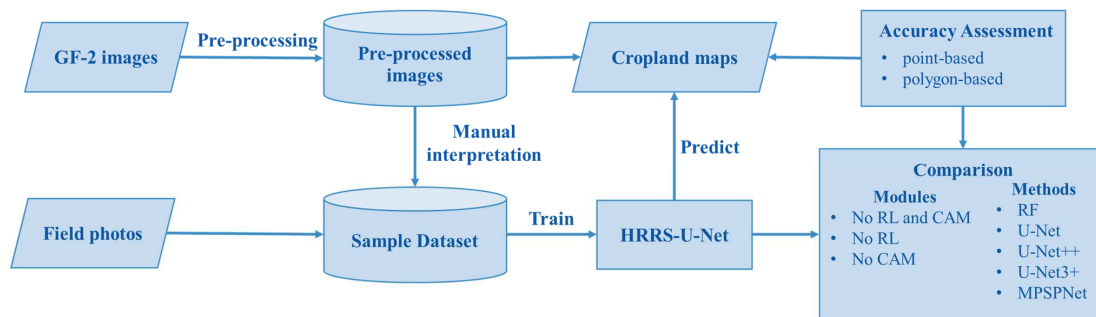 GF-2 images
Pre-processing
Pre-processed
images
Cropland maps
Accuracy Assessment
• point-based
• polygon-based
Manual
interpretation
Predict
Field photos
Sample Dataset
Train
HRRS-U-Net
Comparison
Modules
• No RL and CAM
• No RL
• No CAM
Methods
• RF
• U-Net
• U-Net++
• U-Net3+
• MPSPNet